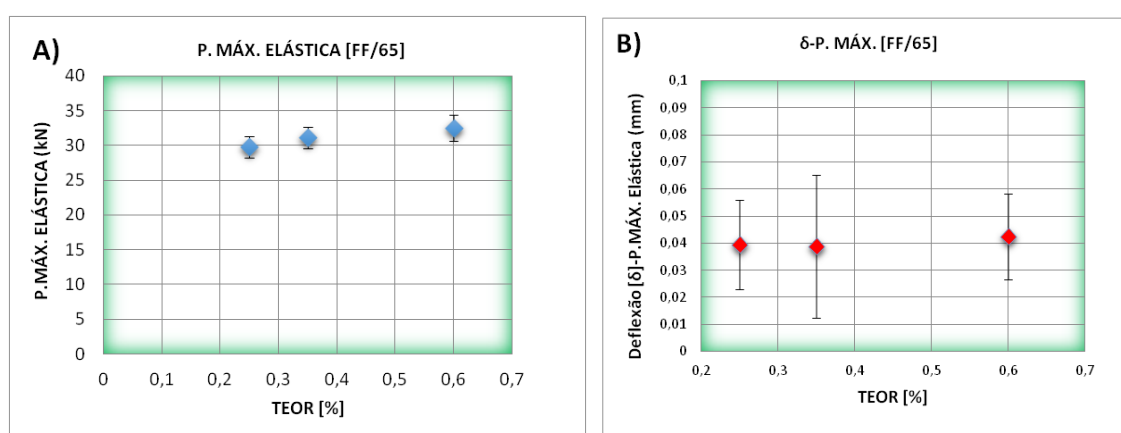 A)
P. MÁX. ELÁSTICA [FF/65]
P.MÁX. ELÁSTICA (kN)
40
35
30
25
20
15
10
5
0
0 0,1 0,2 0,3 0,4 0,5 0,6 0,7
TEOR [%]
B)
δ-P. MÁX. [FF/65]
Deflexão [δ]-P.MÁX. Elástica (mm)
0,1
0,09
0,08
0,07
0,06
0,05
0,04
0,03
0,02
0,01
0
0,2 0,3 0,4 0,5 0,6 0,7
TEOR [%]